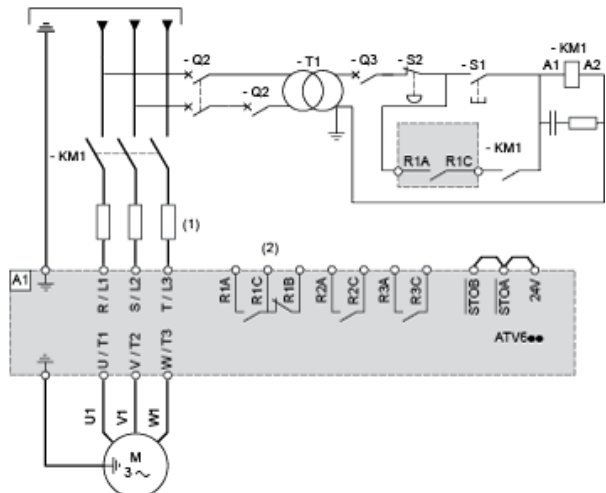 - Q2
- T1
- Q3
- S2
- S1
- KM1
A1
A2
- Q2
- KM1
R1A
R1C
- KM1
(1)
(2)
A1
R / L1
S / L2
T / L3
R1A
R1C
R1B
R2A
R2C
R3A
R3C
STOB
STOA
24V
ATV6●●
U / T1
V / T2
W / T3
U1
V1
W1
M
3 ~